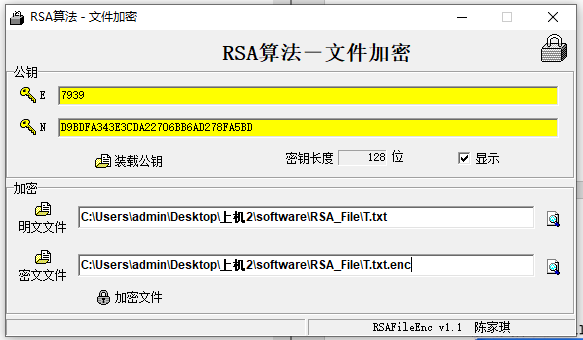 RSA算法 - 文件加密
RSA算法－文件加密
公钥
E 7939
N D9BDFA343E3CDA22706BB6AD278FA5BD
装载公钥 密钥长度 128 位 显示
加密
明文文件 C:\Users\admin\Desktop\上机2\software\RSA_File\T.txt
密文文件 C:\Users\admin\Desktop\上机2\software\RSA_File\T.txt.enc
加密文件
RSAFileEnc v1.1 陈家琪